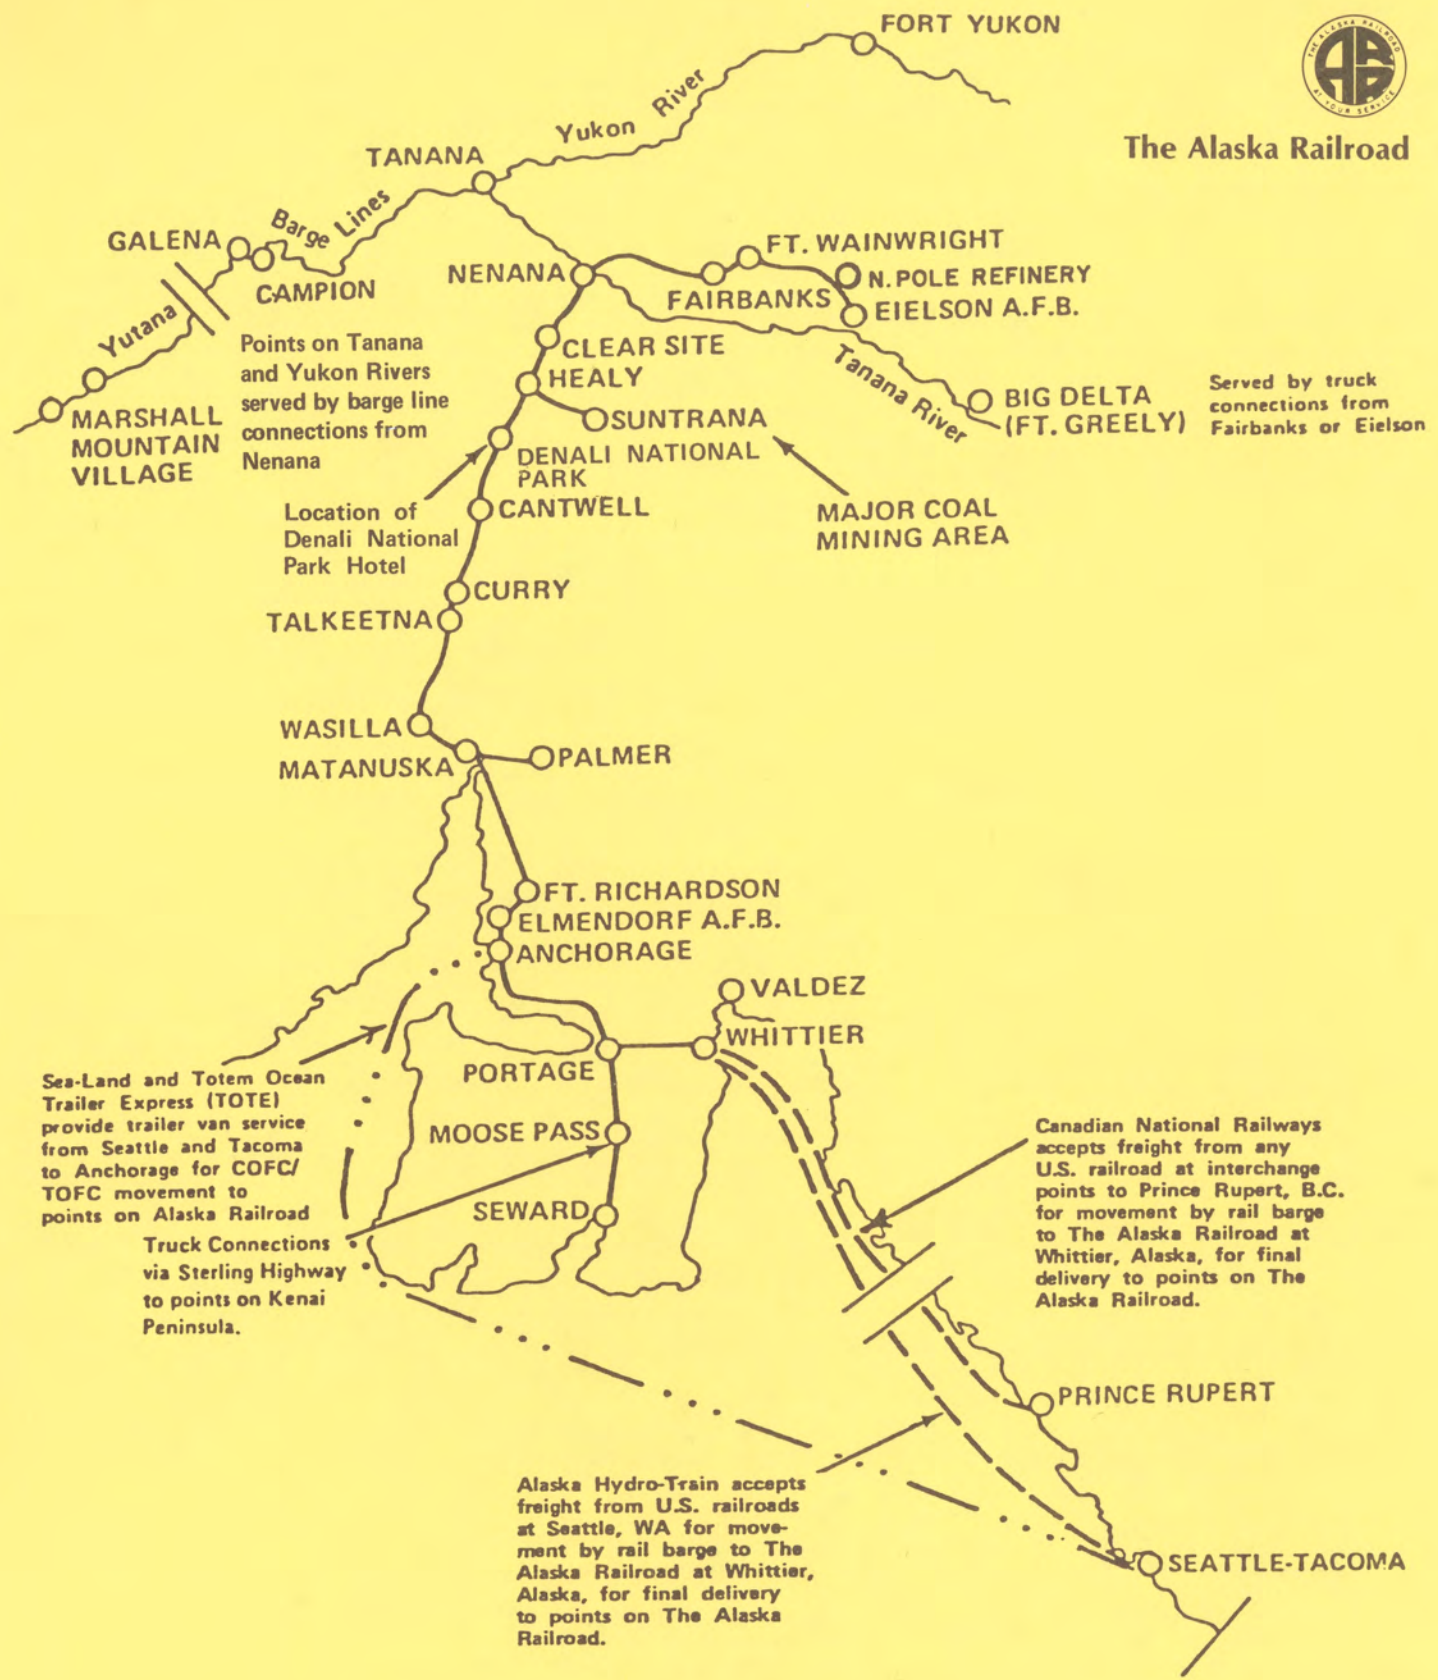 FORT YUKON
THE ALASKA RAILROAD
ARR
AT YOUR SERVICE
The Alaska Railroad
Yukon River
TANANA
Barge Lines
GALENA
CAMPION
Yutana
NENANA
FT. WAINWRIGHT
FAIRBANKS
N. POLE REFINERY
EIELSON A.F.B.
Points on Tanana
and Yukon Rivers
served by barge line
connections from
Nenana
MARSHALL
MOUNTAIN
VILLAGE
CLEAR SITE
HEALY
SUNTRANA
Tanana River
BIG DELTA
(FT. GREELY)
Served by truck
connections from
Fairbanks or Eielson
DENALI NATIONAL
PARK
CANTWELL
Location of
Denali National
Park Hotel
MAJOR COAL
MINING AREA
CURRY
TALKEETNA
WASILLA
MATANUSKA
PALMER
FT. RICHARDSON
ELMENDORF A.F.B.
ANCHORAGE
VALDEZ
WHITTIER
PORTAGE
Sea-Land and Totem Ocean
Trailer Express (TOTE)
provide trailer van service
from Seattle and Tacoma
to Anchorage for COFC/
TOFC movement to
points on Alaska Railroad
MOOSE PASS
SEWARD
Truck Connections
via Sterling Highway
to points on Kenai
Peninsula.
Canadian National Railways
accepts freight from any
U.S. railroad at interchange
points to Prince Rupert, B.C.
for movement by rail barge
to The Alaska Railroad at
Whittier, Alaska, for final
delivery to points on The
Alaska Railroad.
PRINCE RUPERT
Alaska Hydro-Train accepts
freight from U.S. railroads
at Seattle, WA for move-
ment by rail barge to The
Alaska Railroad at Whittier,
Alaska, for final delivery
to points on The Alaska
Railroad.
SEATTLE-TACOMA